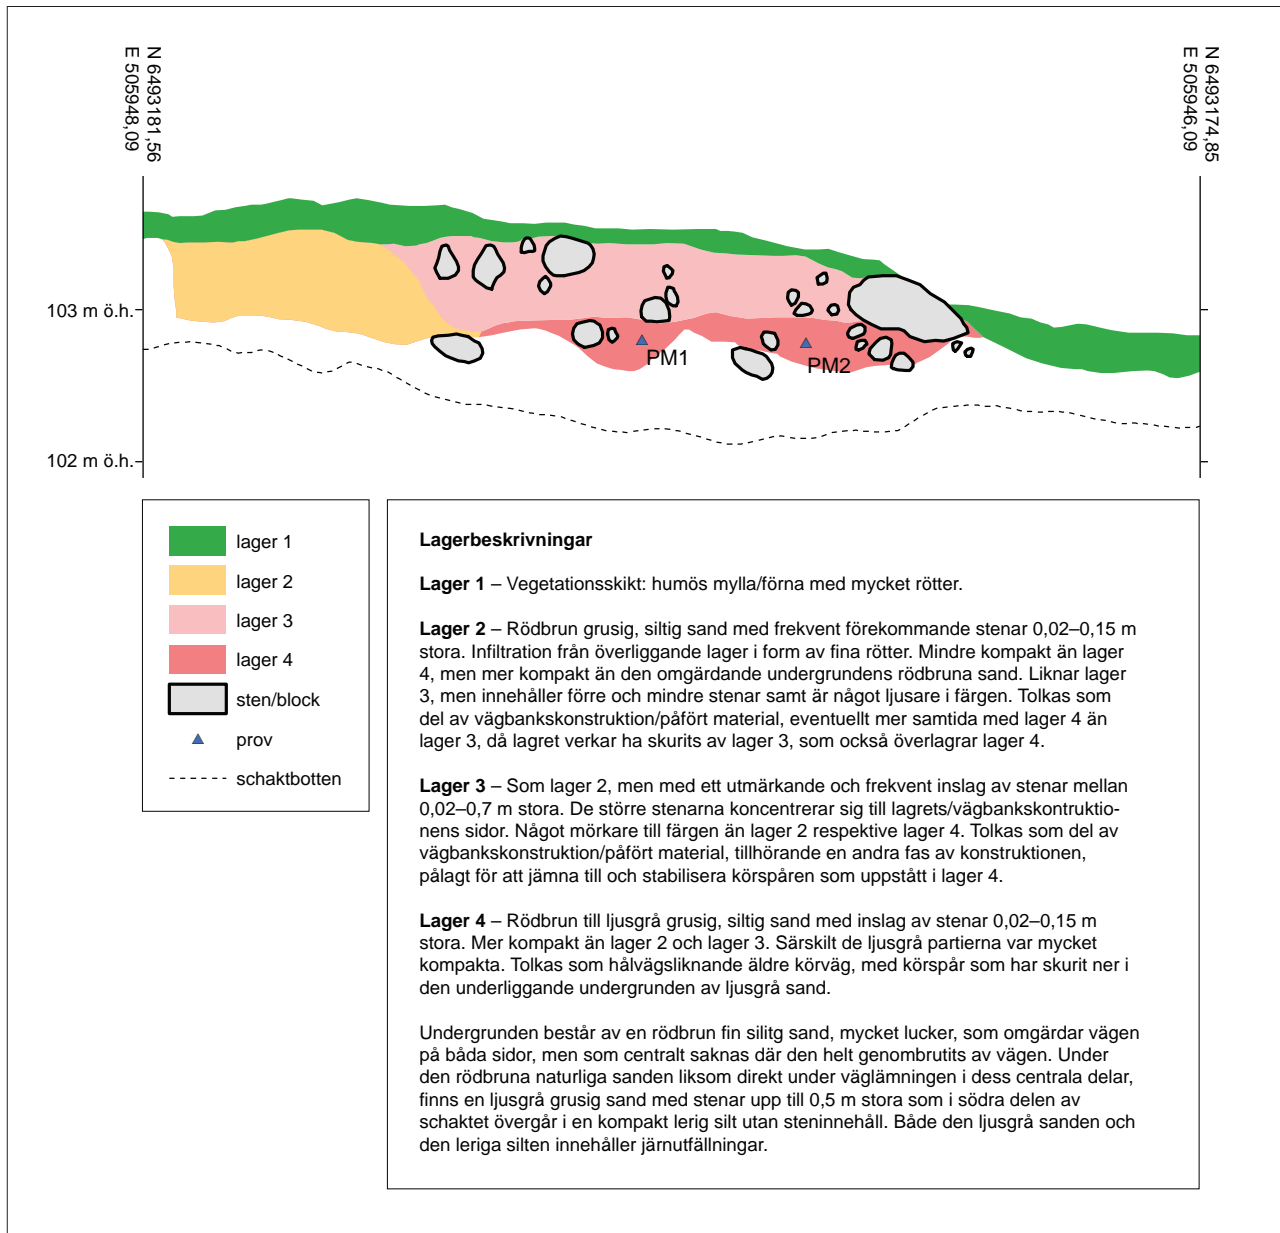 N 6493181,56
E 505948,09
N 6493174,85
E 505946,09
103 m ö.h.
PM1
PM2
102 m ö.h.
lager 1
lager 2
lager 3
lager 4
sten/block
prov
schaktbotten
Lagerbeskrivningar
Lager 1 – Vegetationsskikt: humös mylla/förna med mycket rötter.
Lager 2 – Rödbrun grusig, siltig sand med frekvent förekommande stenar 0,02–0,15 m
stora. Infiltration från överliggande lager i form av fina rötter. Mindre kompakt än lager
4, men mer kompakt än den omgärdande undergrundens rödbruna sand. Liknar lager
3, men innehåller förre och mindre stenar samt är något ljusare i färgen. Tolkas som
del av vägbankskonstruktion/påfört material, eventuellt mer samtida med lager 4 än
lager 3, då lagret verkar ha skurits av lager 3, som också överlagrar lager 4.
Lager 3 – Som lager 2, men med ett utmärkande och frekvent inslag av stenar mellan
0,02–0,7 m stora. De större stenarna koncentrerar sig till lagrets/vägbankskontruktio-
nens sidor. Något mörkare till färgen än lager 2 respektive lager 4. Tolkas som del av
vägbankskonstruktion/påfört material, tillhörande en andra fas av konstruktionen,
pålagt för att jämna till och stabilisera körspåren som uppstått i lager 4.
Lager 4 – Rödbrun till ljusgrå grusig, siltig sand med inslag av stenar 0,02–0,15 m
stora. Mer kompakt än lager 2 och lager 3. Särskilt de ljusgrå partierna var mycket
kompakta. Tolkas som hålvägsliknande äldre körväg, med körspår som har skurit ner i
den underliggande undergrunden av ljusgrå sand.
Undergrunden består av en rödbrun fin silitg sand, mycket lucker, som omgärdar vägen
på båda sidor, men som centralt saknas där den helt genombrutits av vägen. Under
den rödbruna naturliga sanden liksom direkt under väglämningen i dess centrala delar,
finns en ljusgrå grusig sand med stenar upp till 0,5 m stora som i södra delen av
schaktet övergår i en kompakt lerig silt utan steninnehåll. Både den ljusgrå sanden och
den leriga silten innehåller järnutfällningar.